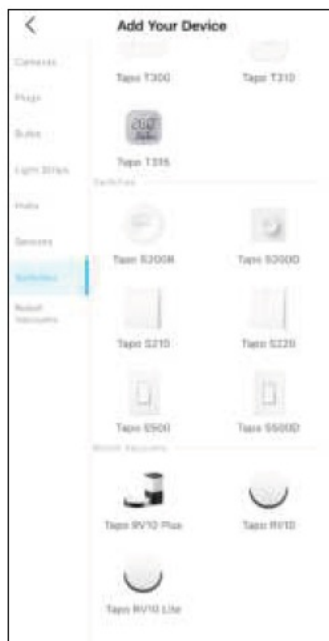 Add Your Device
Cameras
Plugs
Bulbs
Light Strips
Hubs
Sensors
Switches
Robot
Vacuums
Tapo T300
Tapo T310
Tapo T315
Switches
Tapo S200B
Tapo S200D
Tapo S210
Tapo S220
Tapo S500
Tapo S500D
Robot Vacuums
Tapo RV10 Plus
Tapo RV10
Tapo RV10 Lite